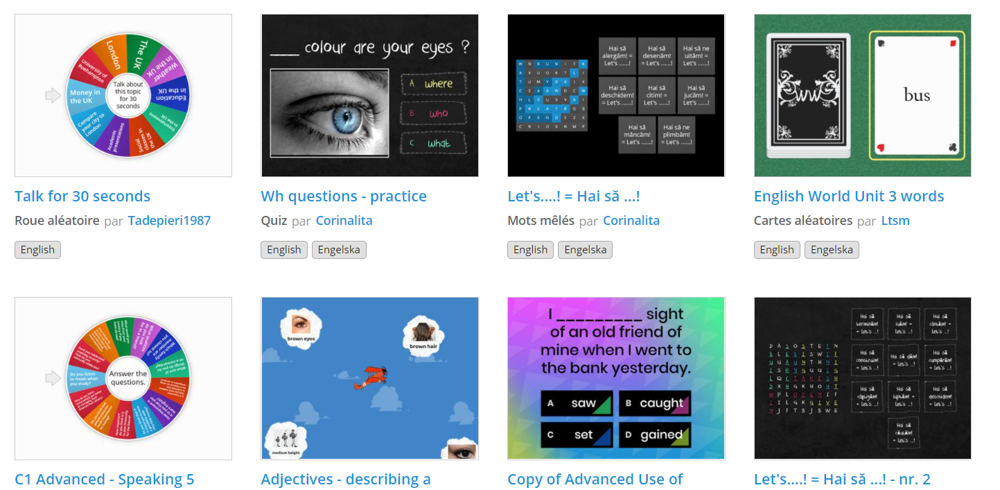 The UK
London
Weather in the UK
University of Roehampton
Education in the UK
Money in the UK
Talk about this topic for 30 seconds
Entertainment in the UK
Compare your city to London
Social classes in the UK
Academic presentations
____ colour are your eyes ?
A where
B who
C what
Hai să alergăm! = Let's ......!
Hai să desenăm! = Let's ......!
Hai să ne uităm! = Let's ......!
Hai să deschidem! = Let's ......!
Hai să citim! = Let's ......!
Hai să jucăm! = Let's ......!
Hai să mâncăm! = Let's ......!
Hai să ne plimbăm! = Let's ......!
WW
bus
Talk for 30 seconds
Wh questions - practice
Let's....! = Hai să ...!
English World Unit 3 words
Roue aléatoire par Tadepieri1987
Quiz par Corinalita
Mots mêlés par Corinalita
Cartes aléatoires par Ltsm
English
English Engelska
English Engelska
English Engelska
Answer the questions.
Do you listen to music when you study?
brown eyes
brown hair
medium height
I _________ sight
of an old friend of
mine when I went to
the bank yesterday.
A saw
B caught
C set
D gained
Hai să terminăm! = Let's ...!
Hai să luăm! = Let's ...!
Hai să cântăm! = Let's ...!
Hai să construim! = Let's ...!
Hai să dăm! = Let's ...!
Hai să cumpărăm! = Let's ...!
Hai să câștigăm! = Let's ...!
Hai să luptăm! = Let's ...!
Hai să deschidem! = Let's ...!
Hai să căutăm! = Let's ...!
C1 Advanced - Speaking 5
Adjectives - describing a
Copy of Advanced Use of
Let's....! = Hai să ...! - nr. 2